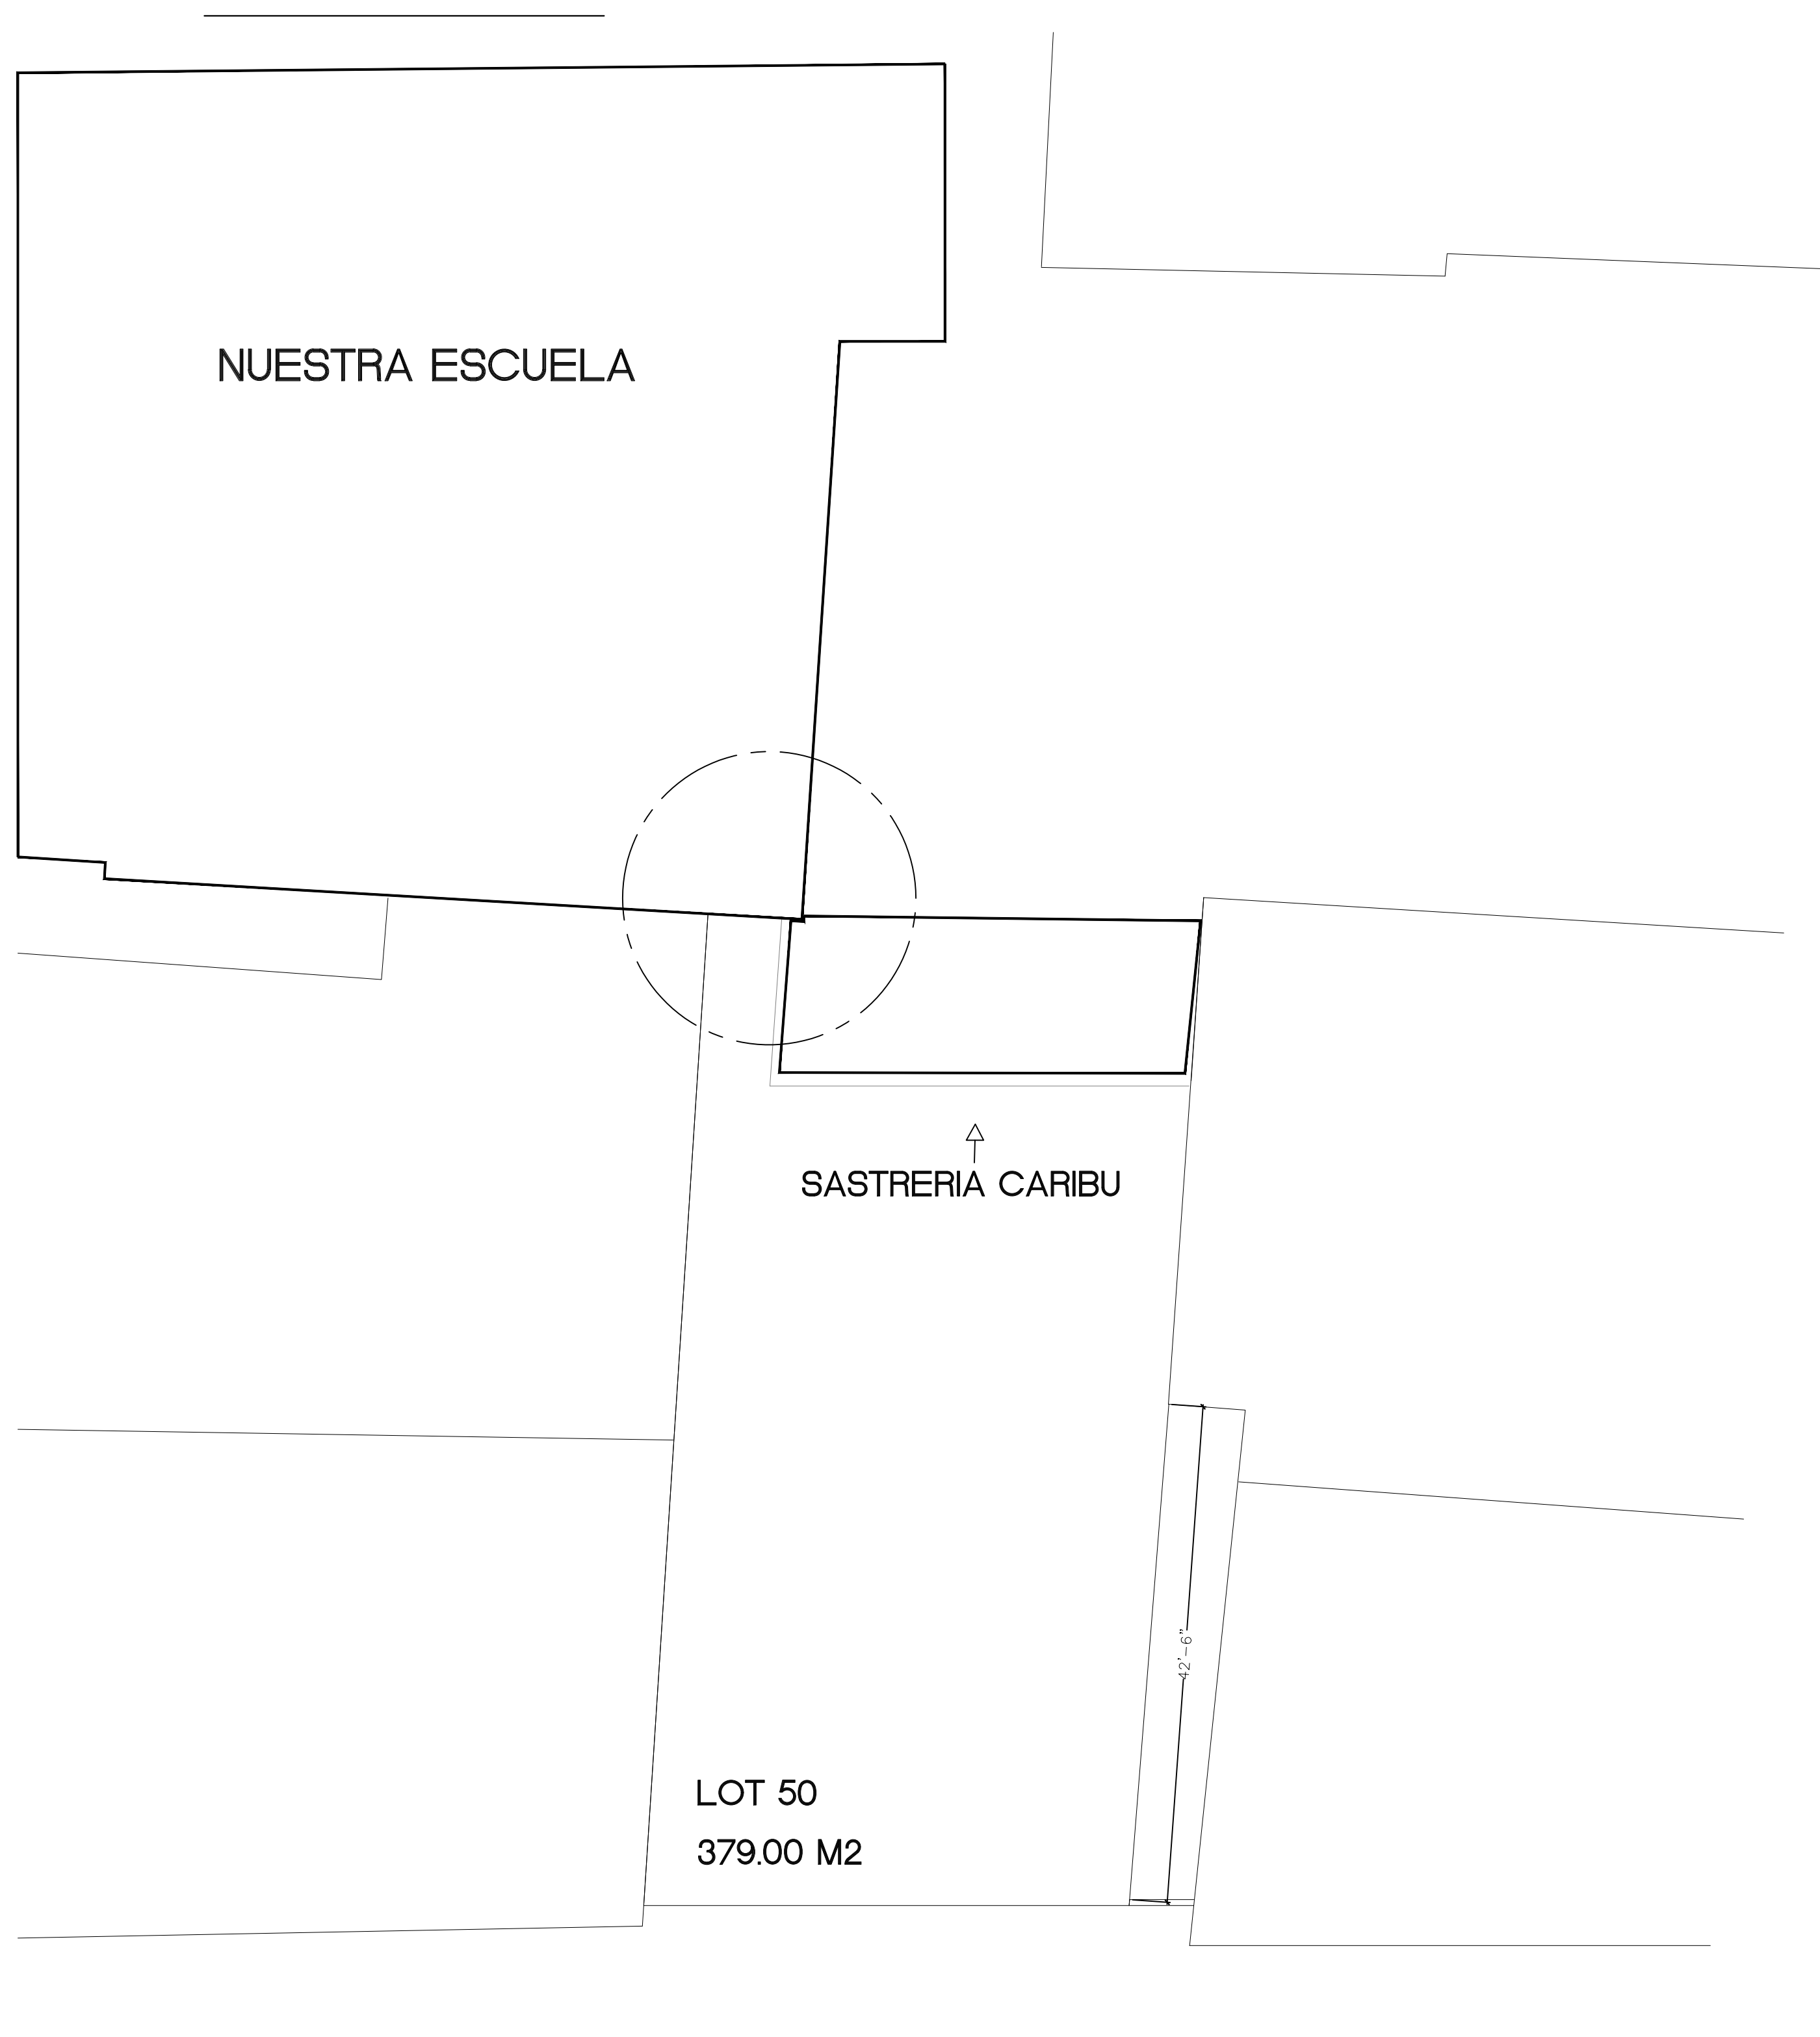 NUESTRA ESCUELA
SASTRERIA CARIBU
42'-6"
LOT 50
379.00 M2